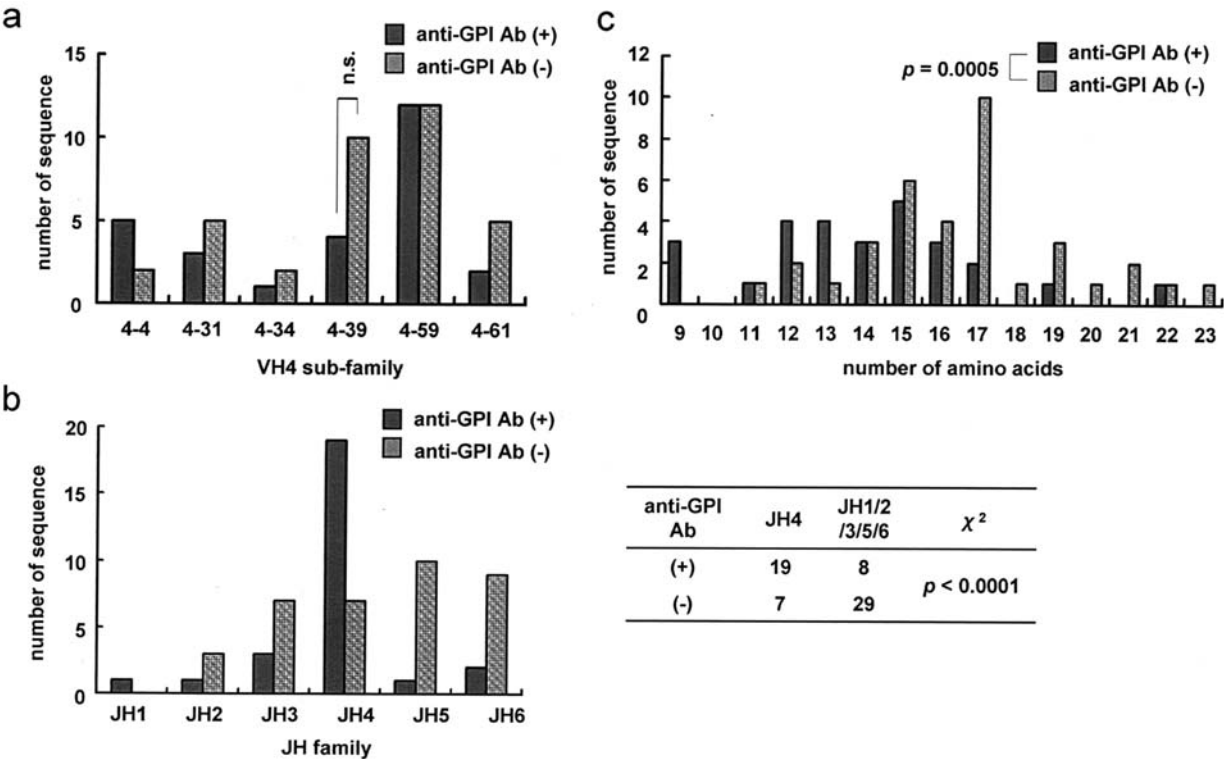 a
anti-GPI Ab (+)
anti-GPI Ab (-)
n.s.
number of sequence
15
10
5
0
4-4 4-31 4-34 4-39 4-59 4-61
VH4 sub-family
b
anti-GPI Ab (+)
anti-GPI Ab (-)
number of sequence
20
15
10
5
0
JH1 JH2 JH3 JH4 JH5 JH6
JH family
c
anti-GPI Ab (+)
anti-GPI Ab (-)
p = 0.0005
number of sequence
12
10
8
6
4
2
0
9 10 11 12 13 14 15 16 17 18 19 20 21 22 23
number of amino acids
anti-GPI
Ab
JH4
JH1/2
/3/5/6
χ²
(+) 19 8
p < 0.0001
(-) 7 29